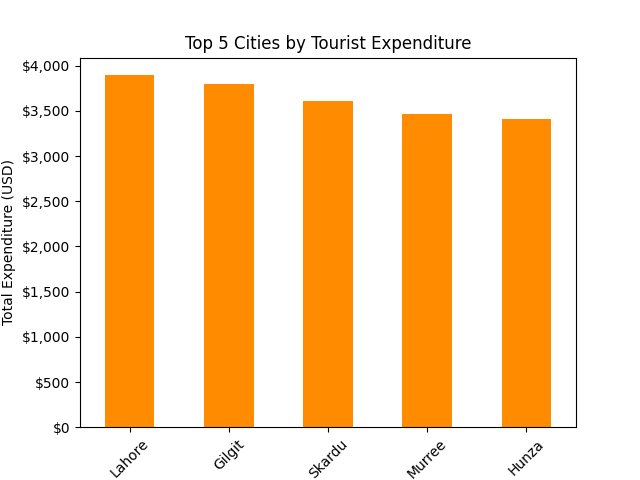 Top 5 Cities by Tourist Expenditure
Total Expenditure (USD)
$4,000
$3,500
$3,000
$2,500
$2,000
$1,500
$1,000
$500
$0
Lahore
Gilgit
Skardu
Murree
Hunza